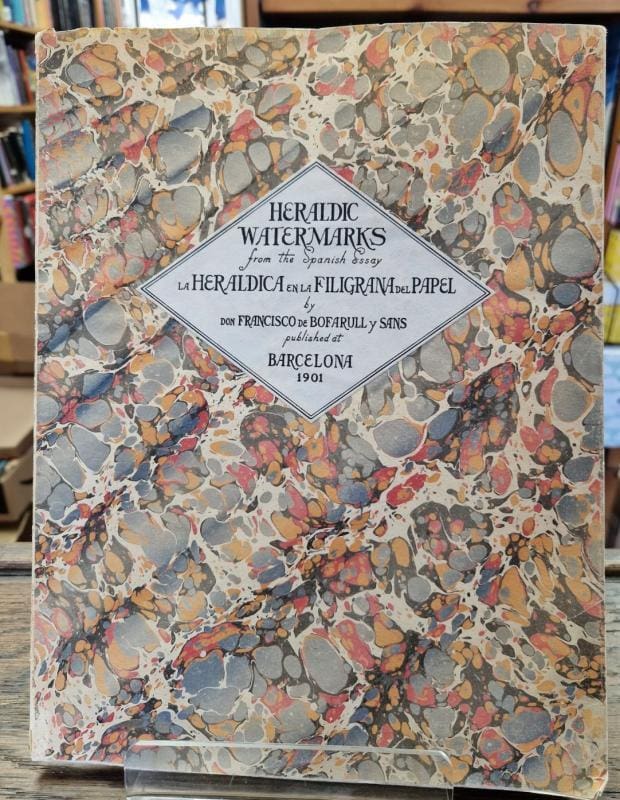 HERALDIC
WATERMARKS
from the Spanish Essay
LA HERALDICA EN LA FILIGRANA DEL PAPEL
by
DON FRANCISCO DE BOFARULL y SANS
published at
BARCELONA
1901